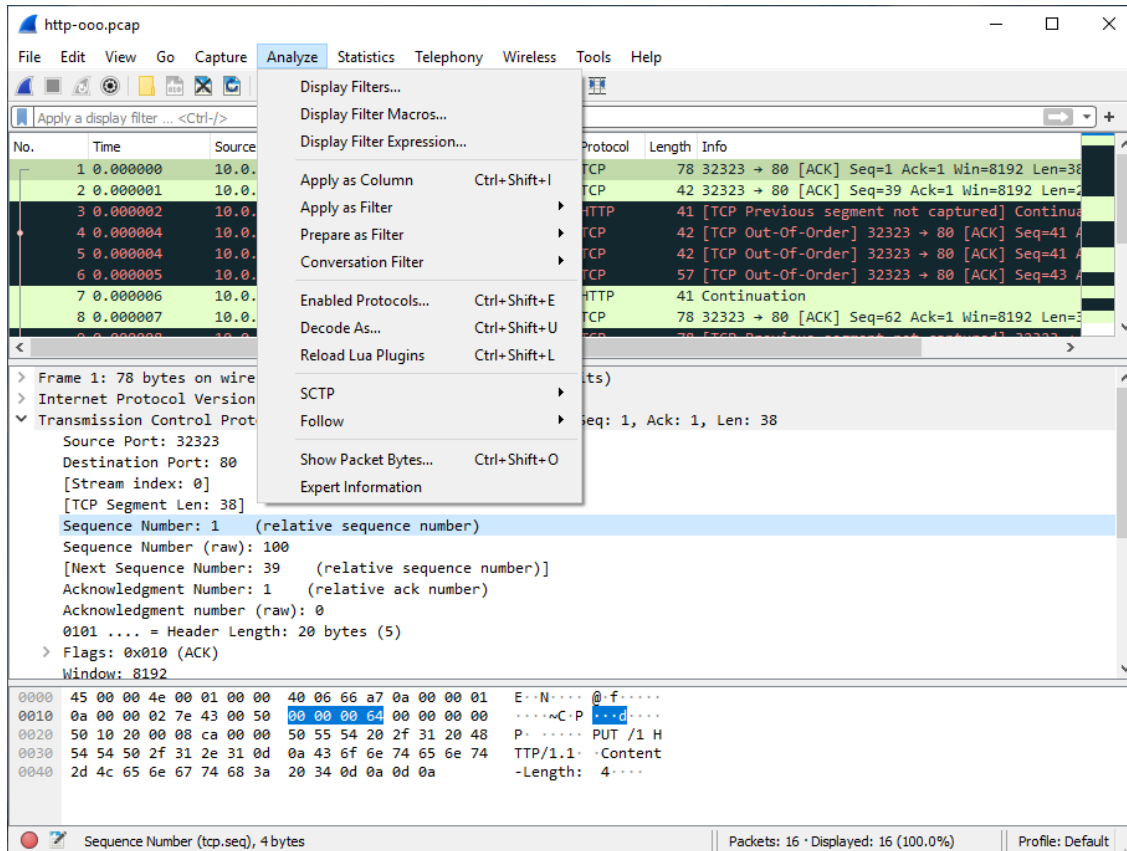 http-ooo.pcap
File Edit View Go Capture Analyze Statistics Telephony Wireless Tools Help
Apply a display filter ... <Ctrl-/>
Display Filters...
Display Filter Macros...
Display Filter Expression...
Apply as Column Ctrl+Shift+I
Apply as Filter
Prepare as Filter
Conversation Filter
Enabled Protocols... Ctrl+Shift+E
Decode As... Ctrl+Shift+U
Reload Lua Plugins Ctrl+Shift+L
SCTP
Follow
Show Packet Bytes... Ctrl+Shift+O
Expert Information
No. Time Source Protocol Length Info
1 0.000000 10.0. TCP 78 32323 → 80 [ACK] Seq=1 Ack=1 Win=8192 Len=38
2 0.000001 10.0. TCP 42 32323 → 80 [ACK] Seq=39 Ack=1 Win=8192 Len=2
3 0.000002 10.0. HTTP 41 [TCP Previous segment not captured] Continua
4 0.000004 10.0. TCP 42 [TCP Out-Of-Order] 32323 → 80 [ACK] Seq=41 A
5 0.000004 10.0. TCP 42 [TCP Out-Of-Order] 32323 → 80 [ACK] Seq=41 A
6 0.000005 10.0. TCP 57 [TCP Out-Of-Order] 32323 → 80 [ACK] Seq=43 A
7 0.000006 10.0. HTTP 41 Continuation
8 0.000007 10.0. TCP 78 32323 → 80 [ACK] Seq=62 Ack=1 Win=8192 Len=3
Frame 1: 78 bytes on wire its)
Internet Protocol Version
Transmission Control Prot Seq: 1, Ack: 1, Len: 38
Source Port: 32323
Destination Port: 80
[Stream index: 0]
[TCP Segment Len: 38]
Sequence Number: 1 (relative sequence number)
Sequence Number (raw): 100
[Next Sequence Number: 39 (relative sequence number)]
Acknowledgment Number: 1 (relative ack number)
Acknowledgment number (raw): 0
0101 .... = Header Length: 20 bytes (5)
Flags: 0x010 (ACK)
Window: 8192
0000 45 00 00 4e 00 01 00 00 40 06 66 a7 0a 00 00 01 E··N···· @·f·····
0010 0a 00 00 02 7e 43 00 50 00 00 00 64 00 00 00 00 ····~C·P ···d····
0020 50 10 20 00 08 ca 00 00 50 55 54 20 2f 31 20 48 P· ····· PUT /1 H
0030 54 54 50 2f 31 2e 31 0d 0a 43 6f 6e 74 65 6e 74 TTP/1.1· ·Content
0040 2d 4c 65 6e 67 74 68 3a 20 34 0d 0a 0d 0a -Length: 4····
Sequence Number (tcp.seq), 4 bytes Packets: 16 · Displayed: 16 (100.0%) Profile: Default